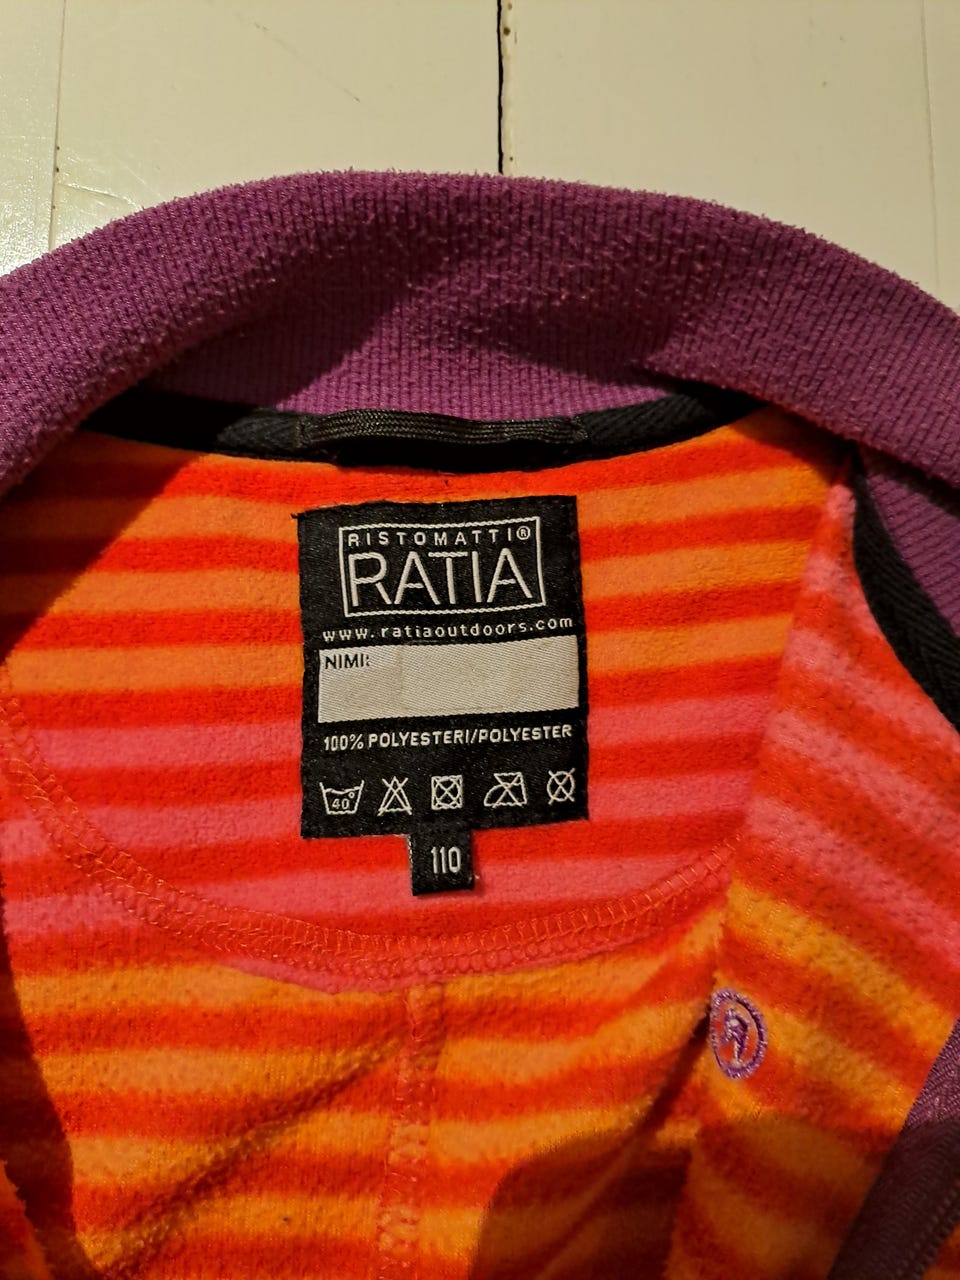 RISTOMATTI®
RATIA
www.ratiaoutdoors.com
NIMI:
100% POLYESTERI/POLYESTER
40°
110